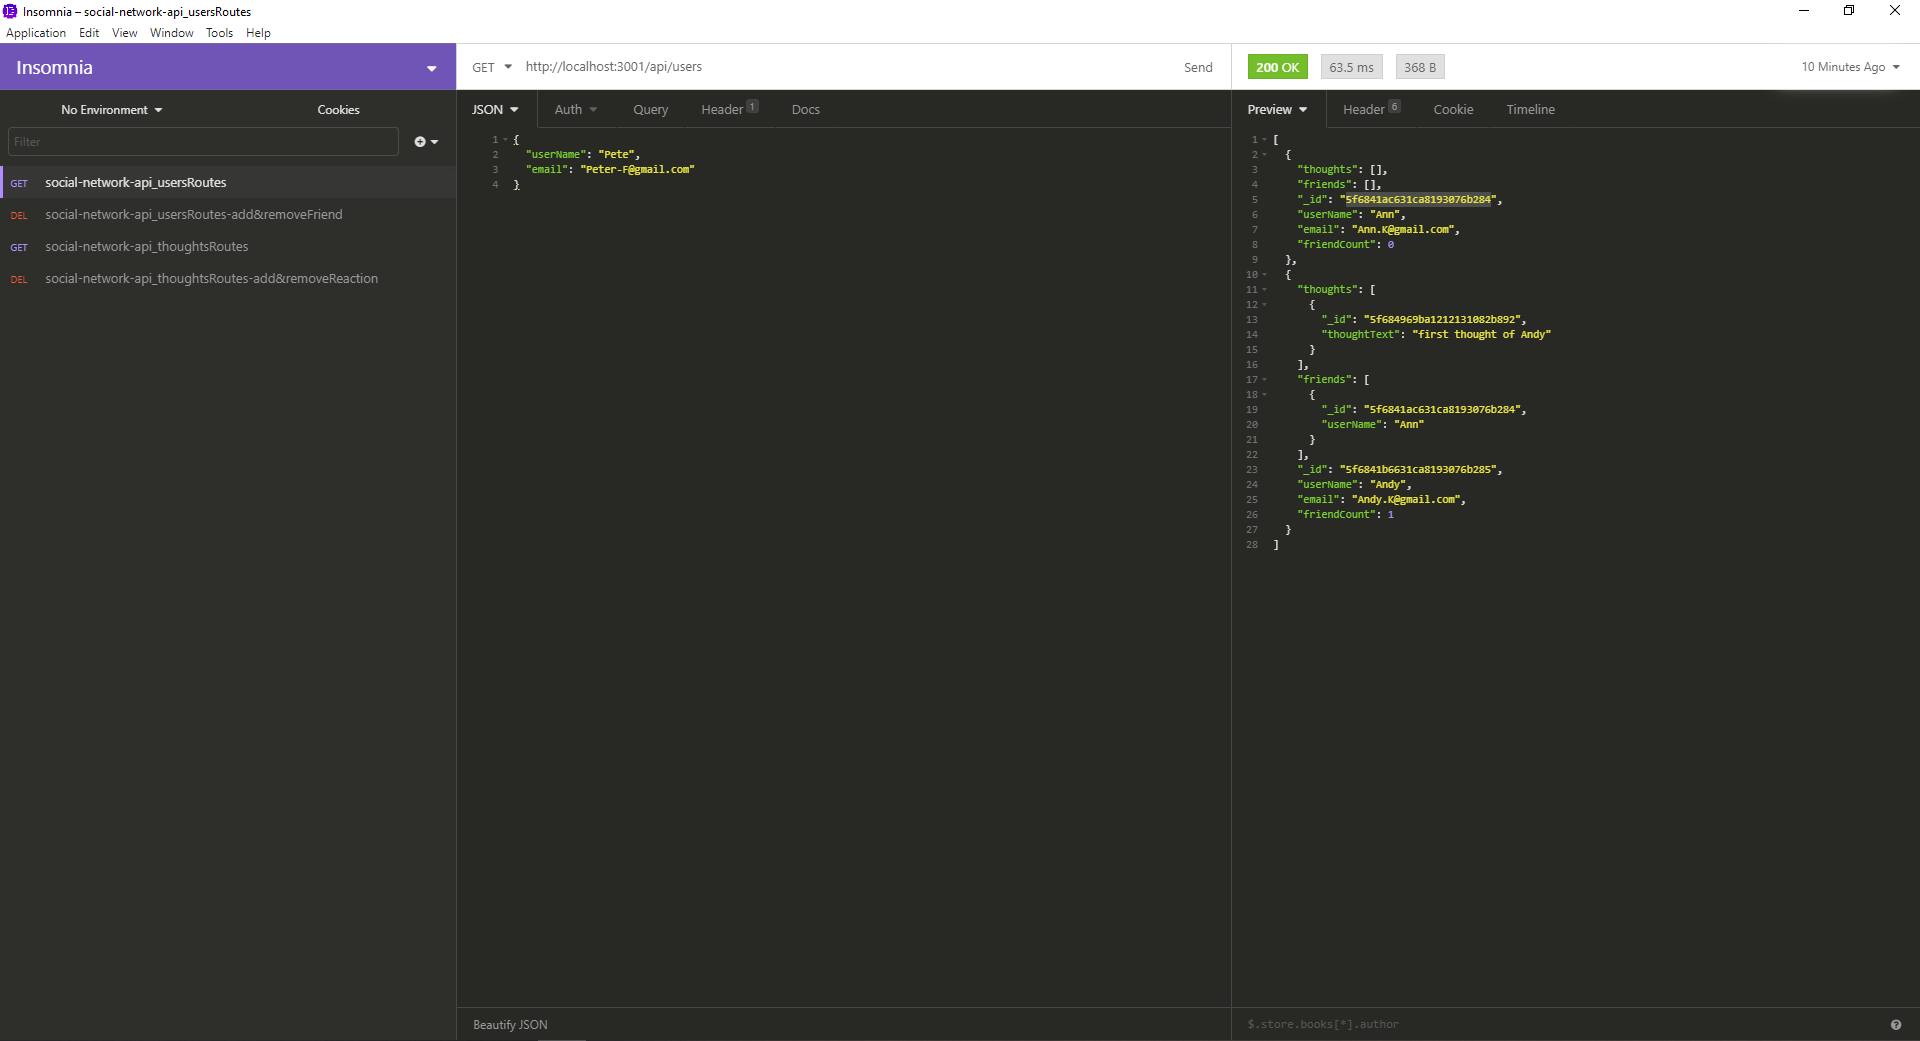 Insomnia – social-network-api_usersRoutes
Application Edit View Window Tools Help
Insomnia
No Environment Cookies
Filter
GET social-network-api_usersRoutes
DEL social-network-api_usersRoutes-add&removeFriend
GET social-network-api_thoughtsRoutes
DEL social-network-api_thoughtsRoutes-add&removeReaction
GET http://localhost:3001/api/users Send
JSON Auth Query Header 1 Docs
1 {
2 "userName": "Pete",
3 "email": "Peter-F@gmail.com"
4 }
Beautify JSON
200 OK 63.5 ms 368 B 10 Minutes Ago
Preview Header 6 Cookie Timeline
1 [
2 {
3 "thoughts": [],
4 "friends": [],
5 "_id": "5f6841ac631ca8193076b284",
6 "userName": "Ann",
7 "email": "Ann.K@gmail.com",
8 "friendCount": 0
9 },
10 {
11 "thoughts": [
12 {
13 "_id": "5f684969ba1212131082b892",
14 "thoughtText": "first thought of Andy"
15 }
16 ],
17 "friends": [
18 {
19 "_id": "5f6841ac631ca8193076b284",
20 "userName": "Ann"
21 }
22 ],
23 "_id": "5f6841b6631ca8193076b285",
24 "userName": "Andy",
25 "email": "Andy.K@gmail.com",
26 "friendCount": 1
27 }
28 ]
$.store.books[*].author